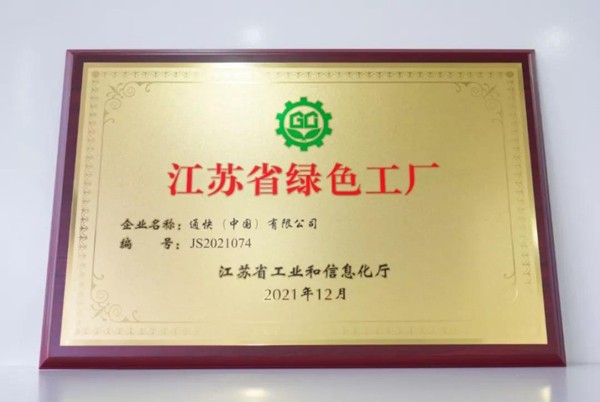 江苏省绿色工厂
企业名称：通快（中国）有限公司
编 号：JS2021074
江苏省工业和信息化厅
2021年12月